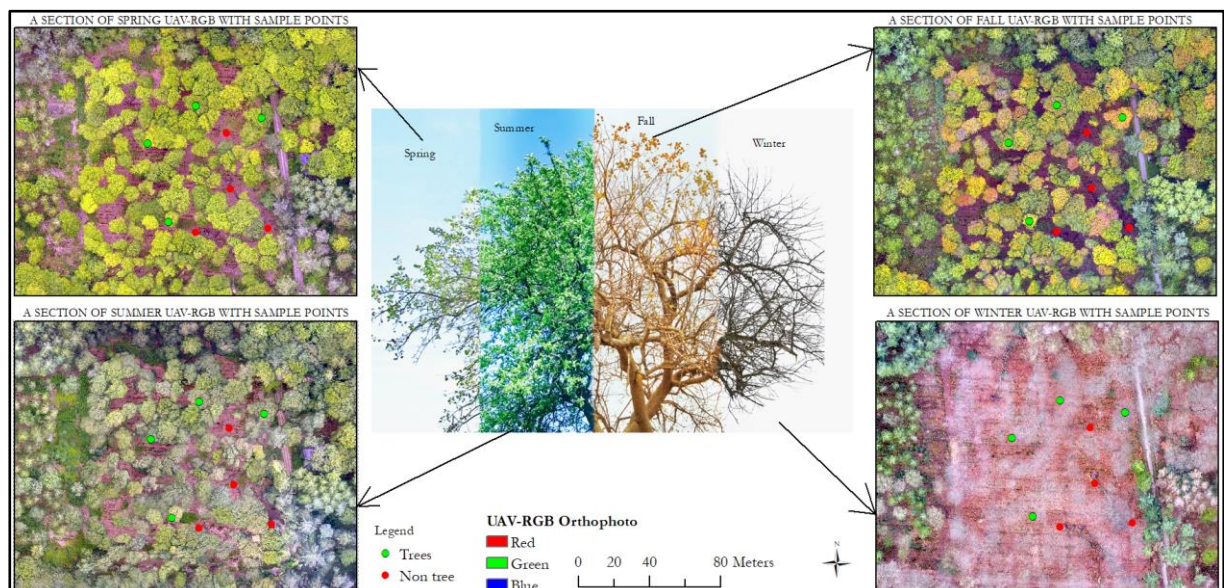 A SECTION OF SPRING UAV-RGB WITH SAMPLE POINTS
A SECTION OF FALL UAV-RGB WITH SAMPLE POINTS
Spring
Summer
Fall
Winter
A SECTION OF SUMMER UAV-RGB WITH SAMPLE POINTS
A SECTION OF WINTER UAV-RGB WITH SAMPLE POINTS
Legend
Trees
Non tree
UAV-RGB Orthophoto
Red
Green
Blue
0 20 40 80 Meters
N